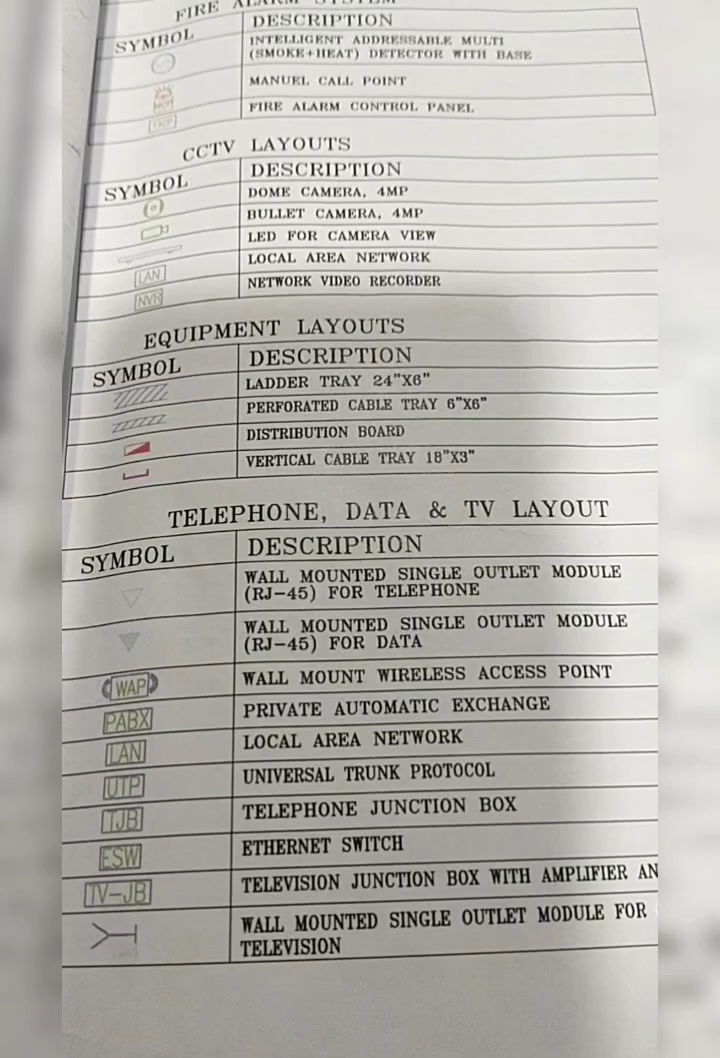 FIRE ALARM SYSTEM
SYMBOL DESCRIPTION
INTELLIGENT ADDRESSABLE MULTI
(SMOKE+HEAT) DETECTOR WITH BASE
MCP MANUEL CALL POINT
FACP FIRE ALARM CONTROL PANEL
CCTV LAYOUTS
SYMBOL DESCRIPTION
DOME CAMERA, 4MP
BULLET CAMERA, 4MP
LED FOR CAMERA VIEW
LAN LOCAL AREA NETWORK
NVR NETWORK VIDEO RECORDER
EQUIPMENT LAYOUTS
SYMBOL DESCRIPTION
LADDER TRAY 24"X6"
PERFORATED CABLE TRAY 6"X6"
DISTRIBUTION BOARD
VERTICAL CABLE TRAY 18"X3"
TELEPHONE, DATA & TV LAYOUT
SYMBOL DESCRIPTION
WALL MOUNTED SINGLE OUTLET MODULE
(RJ-45) FOR TELEPHONE
WALL MOUNTED SINGLE OUTLET MODULE
(RJ-45) FOR DATA
WAP WALL MOUNT WIRELESS ACCESS POINT
PABX PRIVATE AUTOMATIC EXCHANGE
LAN LOCAL AREA NETWORK
UTP UNIVERSAL TRUNK PROTOCOL
TJB TELEPHONE JUNCTION BOX
ESW ETHERNET SWITCH
TV-JB TELEVISION JUNCTION BOX WITH AMPLIFIER AN
WALL MOUNTED SINGLE OUTLET MODULE FOR
TELEVISION